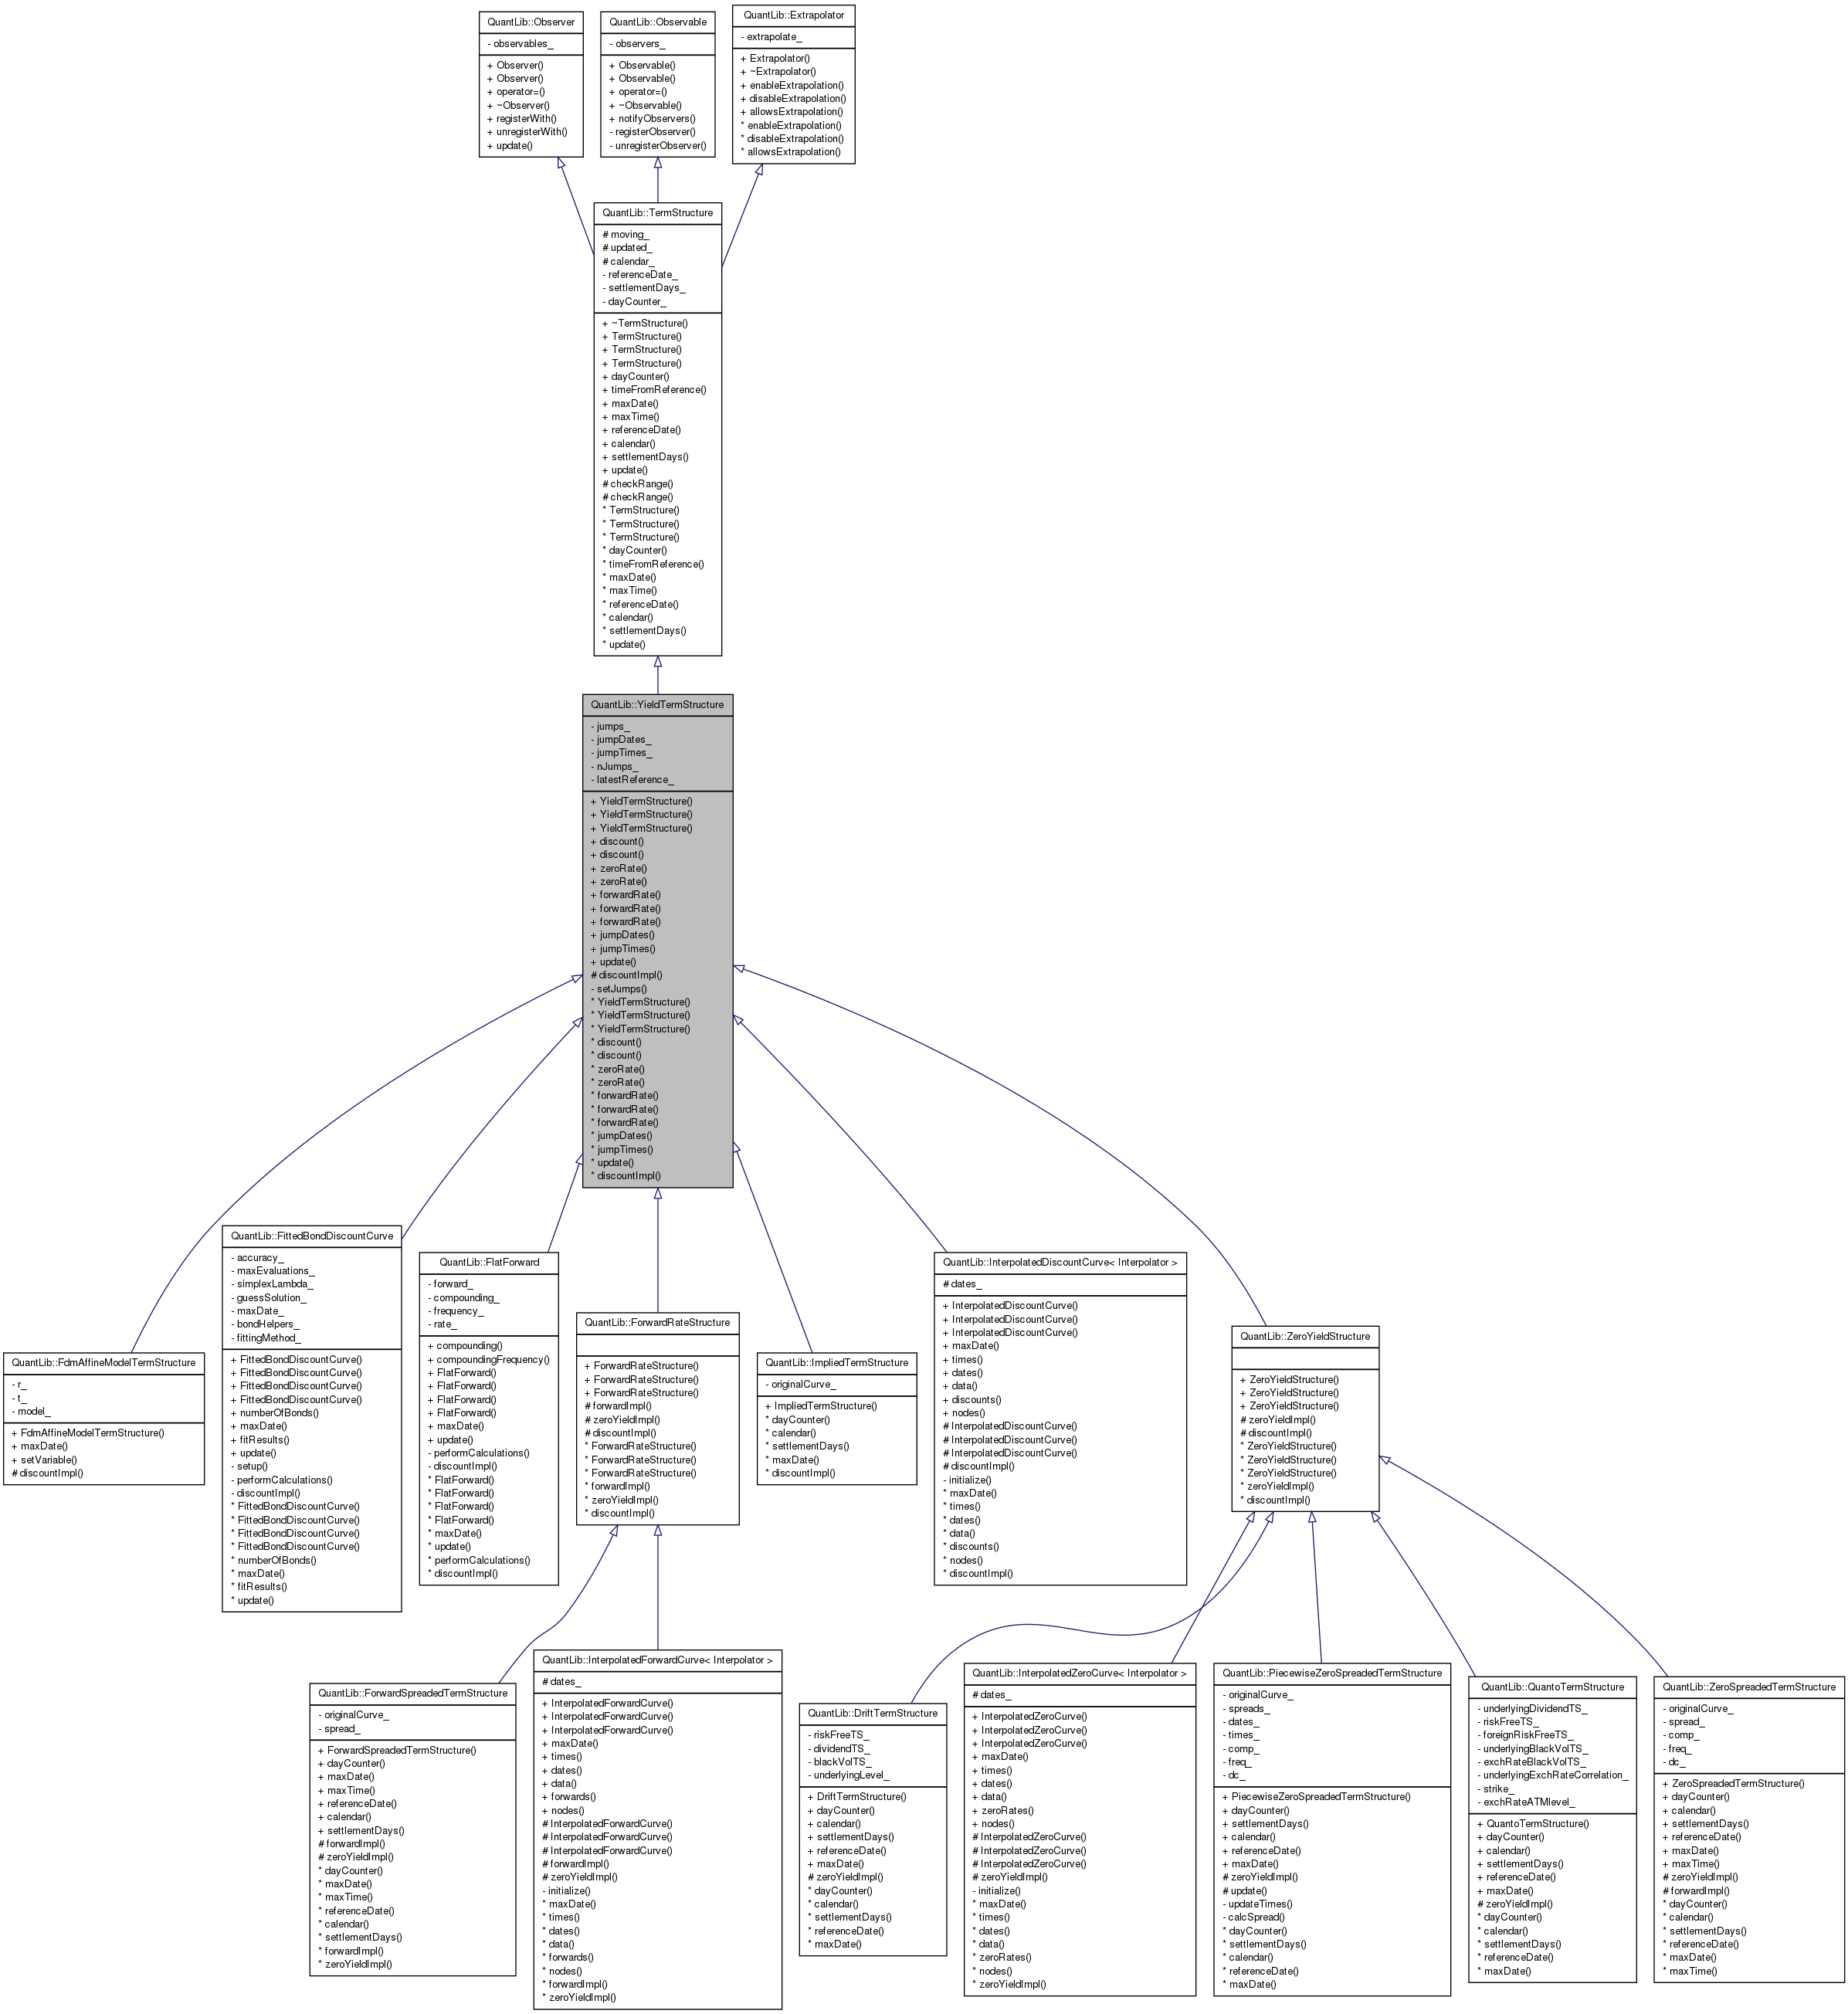 QuantLib::Observer
- observables_
+ Observer()
+ Observer()
+ operator=()
+ ~Observer()
+ registerWith()
+ unregisterWith()
+ update()
QuantLib::Observable
- observers_
+ Observable()
+ Observable()
+ operator=()
+ ~Observable()
+ notifyObservers()
- registerObserver()
- unregisterObserver()
QuantLib::Extrapolator
- extrapolate_
+ Extrapolator()
+ ~Extrapolator()
+ enableExtrapolation()
+ disableExtrapolation()
+ allowsExtrapolation()
* enableExtrapolation()
* disableExtrapolation()
* allowsExtrapolation()
QuantLib::TermStructure
# moving_
# updated_
# calendar_
- referenceDate_
- settlementDays_
- dayCounter_
+ ~TermStructure()
+ TermStructure()
+ TermStructure()
+ TermStructure()
+ dayCounter()
+ timeFromReference()
+ maxDate()
+ maxTime()
+ referenceDate()
+ calendar()
+ settlementDays()
+ update()
# checkRange()
# checkRange()
* TermStructure()
* TermStructure()
* TermStructure()
* dayCounter()
* timeFromReference()
* maxDate()
* maxTime()
* referenceDate()
* calendar()
* settlementDays()
* update()
QuantLib::YieldTermStructure
- jumps_
- jumpDates_
- jumpTimes_
- nJumps_
- latestReference_
+ YieldTermStructure()
+ YieldTermStructure()
+ YieldTermStructure()
+ discount()
+ discount()
+ zeroRate()
+ zeroRate()
+ forwardRate()
+ forwardRate()
+ forwardRate()
+ jumpDates()
+ jumpTimes()
+ update()
# discountImpl()
- setJumps()
* YieldTermStructure()
* YieldTermStructure()
* YieldTermStructure()
* discount()
* discount()
* zeroRate()
* zeroRate()
* forwardRate()
* forwardRate()
* forwardRate()
* jumpDates()
* jumpTimes()
* update()
* discountImpl()
QuantLib::FdmAffineModelTermStructure
- r_
- t_
- model_
+ FdmAffineModelTermStructure()
+ maxDate()
+ setVariable()
# discountImpl()
QuantLib::FittedBondDiscountCurve
- accuracy_
- maxEvaluations_
- simplexLambda_
- guessSolution_
- maxDate_
- bondHelpers_
- fittingMethod_
+ FittedBondDiscountCurve()
+ FittedBondDiscountCurve()
+ FittedBondDiscountCurve()
+ FittedBondDiscountCurve()
+ numberOfBonds()
+ maxDate()
+ fitResults()
+ update()
- setup()
- performCalculations()
- discountImpl()
* FittedBondDiscountCurve()
* FittedBondDiscountCurve()
* FittedBondDiscountCurve()
* FittedBondDiscountCurve()
* numberOfBonds()
* maxDate()
* fitResults()
* update()
QuantLib::FlatForward
- forward_
- compounding_
- frequency_
- rate_
+ compounding()
+ compoundingFrequency()
+ FlatForward()
+ FlatForward()
+ FlatForward()
+ FlatForward()
+ maxDate()
+ update()
- performCalculations()
- discountImpl()
* FlatForward()
* FlatForward()
* FlatForward()
* FlatForward()
* maxDate()
* update()
* performCalculations()
* discountImpl()
QuantLib::ForwardRateStructure
+ ForwardRateStructure()
+ ForwardRateStructure()
+ ForwardRateStructure()
# forwardImpl()
# zeroYieldImpl()
# discountImpl()
* ForwardRateStructure()
* ForwardRateStructure()
* ForwardRateStructure()
* forwardImpl()
* zeroYieldImpl()
* discountImpl()
QuantLib::ImpliedTermStructure
- originalCurve_
+ ImpliedTermStructure()
* dayCounter()
* calendar()
* settlementDays()
* maxDate()
* discountImpl()
QuantLib::InterpolatedDiscountCurve< Interpolator >
# dates_
+ InterpolatedDiscountCurve()
+ InterpolatedDiscountCurve()
+ InterpolatedDiscountCurve()
+ maxDate()
+ times()
+ dates()
+ data()
+ discounts()
+ nodes()
# InterpolatedDiscountCurve()
# InterpolatedDiscountCurve()
# InterpolatedDiscountCurve()
# discountImpl()
- initialize()
* maxDate()
* times()
* dates()
* data()
* discounts()
* nodes()
* discountImpl()
QuantLib::ZeroYieldStructure
+ ZeroYieldStructure()
+ ZeroYieldStructure()
+ ZeroYieldStructure()
# zeroYieldImpl()
# discountImpl()
* ZeroYieldStructure()
* ZeroYieldStructure()
* ZeroYieldStructure()
* zeroYieldImpl()
* discountImpl()
QuantLib::ForwardSpreadedTermStructure
- originalCurve_
- spread_
+ ForwardSpreadedTermStructure()
+ dayCounter()
+ maxDate()
+ maxTime()
+ referenceDate()
+ calendar()
+ settlementDays()
# forwardImpl()
# zeroYieldImpl()
* dayCounter()
* maxDate()
* maxTime()
* referenceDate()
* calendar()
* settlementDays()
* forwardImpl()
* zeroYieldImpl()
QuantLib::InterpolatedForwardCurve< Interpolator >
# dates_
+ InterpolatedForwardCurve()
+ InterpolatedForwardCurve()
+ InterpolatedForwardCurve()
+ maxDate()
+ times()
+ dates()
+ data()
+ forwards()
+ nodes()
# InterpolatedForwardCurve()
# InterpolatedForwardCurve()
# InterpolatedForwardCurve()
# forwardImpl()
# zeroYieldImpl()
- initialize()
* maxDate()
* times()
* dates()
* data()
* forwards()
* nodes()
* forwardImpl()
* zeroYieldImpl()
QuantLib::DriftTermStructure
- riskFreeTS_
- dividendTS_
- blackVolTS_
- underlyingLevel_
+ DriftTermStructure()
+ dayCounter()
+ calendar()
+ settlementDays()
+ referenceDate()
+ maxDate()
# zeroYieldImpl()
* dayCounter()
* calendar()
* settlementDays()
* referenceDate()
* maxDate()
QuantLib::InterpolatedZeroCurve< Interpolator >
# dates_
+ InterpolatedZeroCurve()
+ InterpolatedZeroCurve()
+ InterpolatedZeroCurve()
+ maxDate()
+ times()
+ dates()
+ data()
+ zeroRates()
+ nodes()
# InterpolatedZeroCurve()
# InterpolatedZeroCurve()
# InterpolatedZeroCurve()
# zeroYieldImpl()
- initialize()
* maxDate()
* times()
* dates()
* data()
* zeroRates()
* nodes()
* zeroYieldImpl()
QuantLib::PiecewiseZeroSpreadedTermStructure
- originalCurve_
- spreads_
- dates_
- times_
- comp_
- freq_
- dc_
+ PiecewiseZeroSpreadedTermStructure()
+ dayCounter()
+ settlementDays()
+ calendar()
+ referenceDate()
+ maxDate()
# zeroYieldImpl()
# update()
- updateTimes()
- calcSpread()
* dayCounter()
* settlementDays()
* calendar()
* referenceDate()
* maxDate()
QuantLib::QuantoTermStructure
- underlyingDividendTS_
- riskFreeTS_
- foreignRiskFreeTS_
- underlyingBlackVolTS_
- exchRateBlackVolTS_
- underlyingExchRateCorrelation_
- strike_
- exchRateATMlevel_
+ QuantoTermStructure()
+ dayCounter()
+ calendar()
+ settlementDays()
+ referenceDate()
+ maxDate()
# zeroYieldImpl()
* dayCounter()
* calendar()
* settlementDays()
* referenceDate()
* maxDate()
QuantLib::ZeroSpreadedTermStructure
- originalCurve_
- spread_
- comp_
- freq_
- dc_
+ ZeroSpreadedTermStructure()
+ dayCounter()
+ calendar()
+ settlementDays()
+ referenceDate()
+ maxDate()
+ maxTime()
# zeroYieldImpl()
# forwardImpl()
* dayCounter()
* calendar()
* settlementDays()
* referenceDate()
* maxDate()
* maxTime()